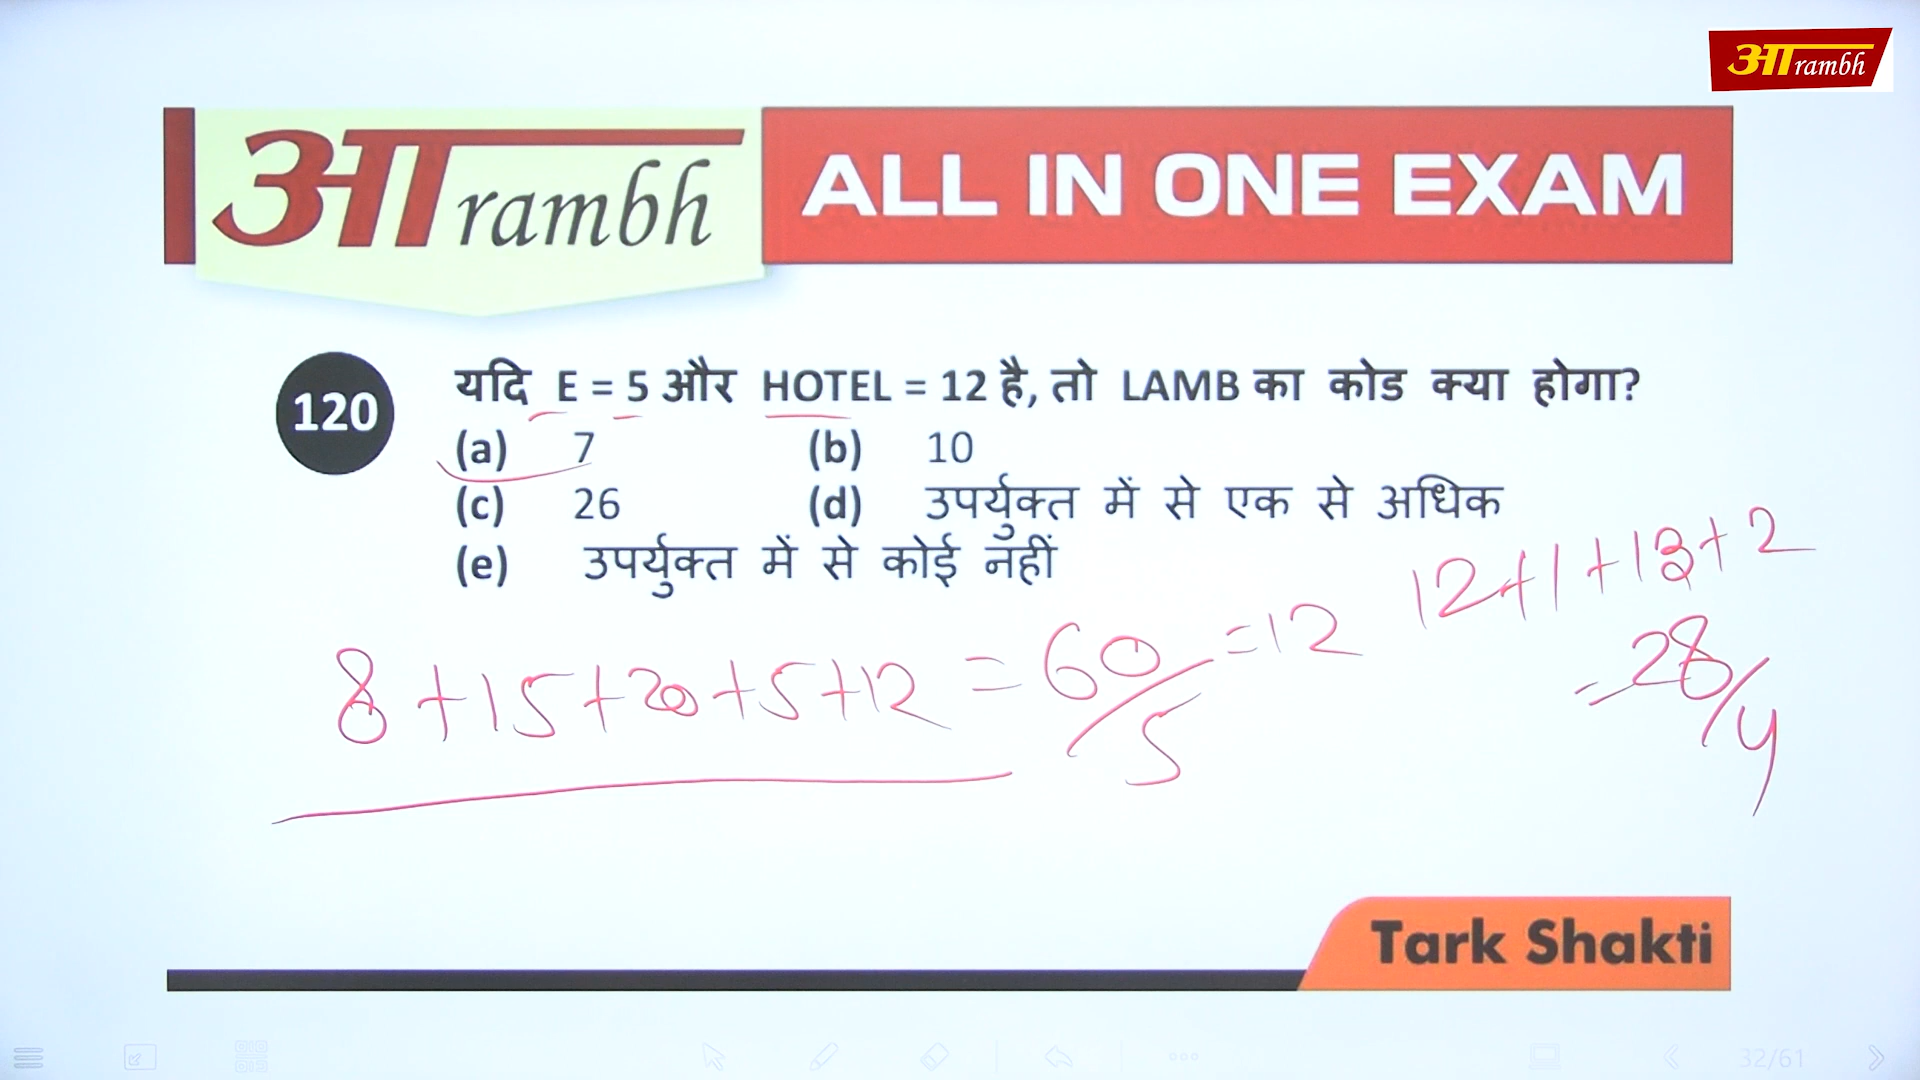 आrambh
आrambh ALL IN ONE EXAM
120 यदि E = 5 और HOTEL = 12 है, तो LAMB का कोड क्या होगा?
(a) 7 (b) 10
(c) 26 (d) उपर्युक्त में से एक से अधिक
(e) उपर्युक्त में से कोई नहीं
12+1+13+2
= 28/4
8+15+20+5+12 = 60/5 = 12
Tark Shakti
32/61